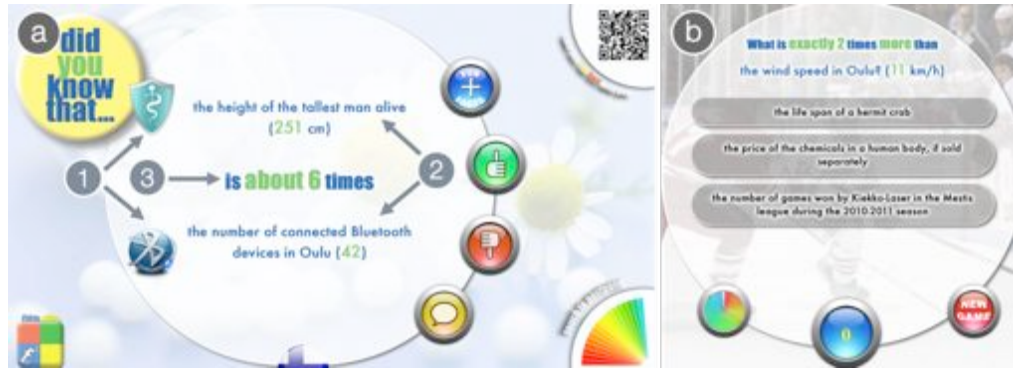 a
did
you
know
that...
the height of the tallest man alive
(251 cm)
1
3
2
is about 6 times
the number of connected Bluetooth
devices in Oulu (42)
b
What is exactly 2 times more than
the wind speed in Oulu? (11 km/h)
the life span of a hermit crab
the price of the chemicals in a human body, if sold
separately
the number of games won by Kiekko-Laser in the Mestis
league during the 2010-2011 season
0
NEW
GAME